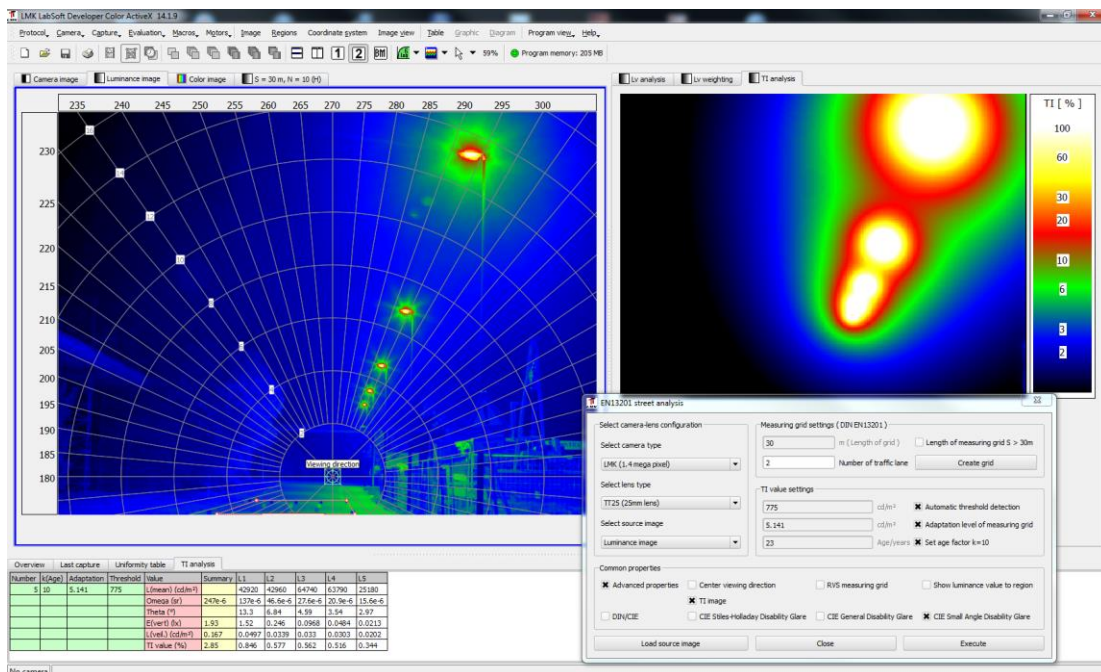 LMK LabSoft Developer Color ActiveX 14.1.9
Protocol Camera Capture Evaluation Macros Motors Image Regions Coordinate system Image view Table Graphic Diagram Program view Help
1 2 BM 59% Program memory: 205 MB
Camera image Luminance image Color image S = 30 m, N = 10 (H)
Lv analysis Lv weighting TI analysis
235 240 245 250 255 260 265 270 275 280 285 290 295 300
230
225
220
215
210
205
200
195
190
185
180
16
14
12
10
8
6
4
2
Viewing direction
TI [ % ]
100
60
30
20
10
6
3
2
EN13201 street analysis
Select camera-lens configuration
Select camera type
LMK (1.4 mega pixel)
Select lens type
TT25 (25mm lens)
Select source image
Luminance image
Measuring grid settings ( DIN EN13201 )
30 m ( Length of grid ) Length of measuring grid S > 30m
2 Number of traffic lane Create grid
TI value settings
775 cd/m² Automatic threshold detection
5.141 cd/m² Adaptation level of measuring grid
23 Age/years Set age factor k=10
Common properties
Advanced properties Center viewing direction RVS measuring grid Show luminance value to region
TI image
DIN/CIE CIE Stiles-Holladay Disability Glare CIE General Disability Glare CIE Small Angle Disability Glare
Load source image Close Execute
Overview Last capture Uniformity table TI analysis
Number k(Age) Adaptation Threshold Value Summary L1 L2 L3 L4 L5
5 10 5.141 775 L(mean) (cd/m²) 42920 42960 64740 63790 25180
Omega (sr) 247e-6 137e-6 46.6e-6 27.6e-6 20.9e-6 15.6e-6
Theta (°) 13.3 6.84 4.59 3.54 2.97
E(vert) (lx) 1.93 1.52 0.246 0.0968 0.0484 0.0213
L(veil.) (cd/m²) 0.167 0.0497 0.0339 0.033 0.0303 0.0202
TI value (%) 2.85 0.846 0.577 0.562 0.516 0.344
No camera